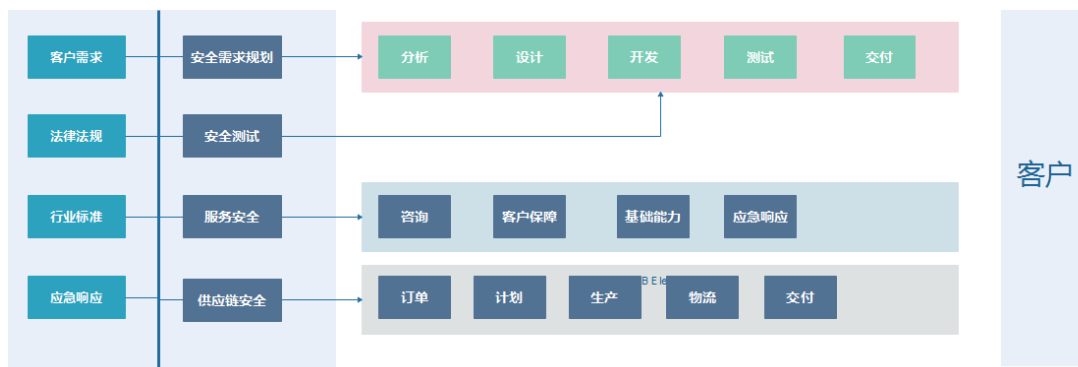 客户需求
安全需求规划
分析
设计
开发
测试
交付
法律法规
安全测试
客户
行业标准
服务安全
咨询
客户保障
基础能力
应急响应
应急响应
供应链安全
订单
计划
生产
B E le
物流
交付